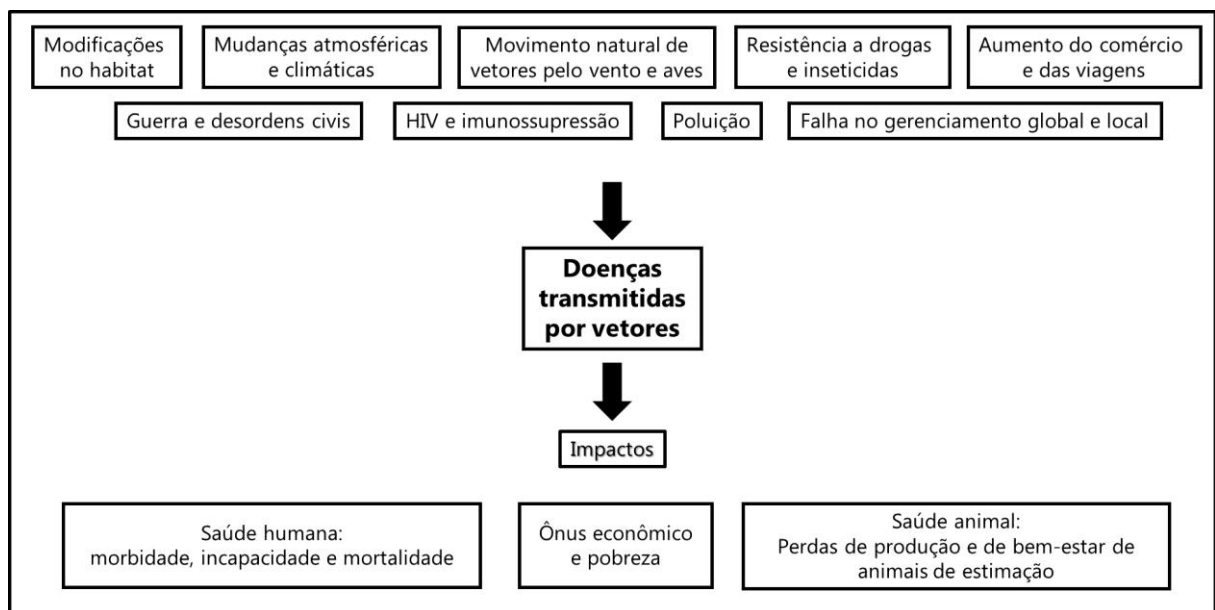 Modificações
no habitat
Mudanças atmosféricas
e climáticas
Movimento natural de
vetores pelo vento e aves
Resistência a drogas
e inseticidas
Aumento do comércio
e das viagens
Guerra e desordens civis
HIV e imunossupressão
Poluição
Falha no gerenciamento global e local
Doenças
transmitidas
por vetores
Impactos
Saúde humana:
morbidade, incapacidade e mortalidade
Ônus econômico
e pobreza
Saúde animal:
Perdas de produção e de bem-estar de
animais de estimação